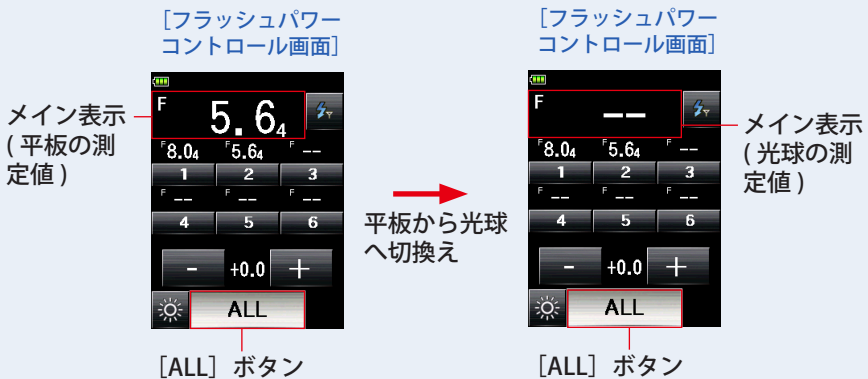 ［フラッシュパワー
コントロール画面］
メイン表示
( 平板の測
定値 )
F 5.6₄
F8.0₄ F5.6₄ F --
1 2 3
F -- F -- F --
4 5 6
- +0.0 +
ALL
［ALL］ボタン
平板から光球
へ切換え
［フラッシュパワー
コントロール画面］
F --
F8.0₄ F5.6₄ F --
1 2 3
F -- F -- F --
4 5 6
- +0.0 +
ALL
メイン表示
( 光球の測
定値 )
［ALL］ボタン